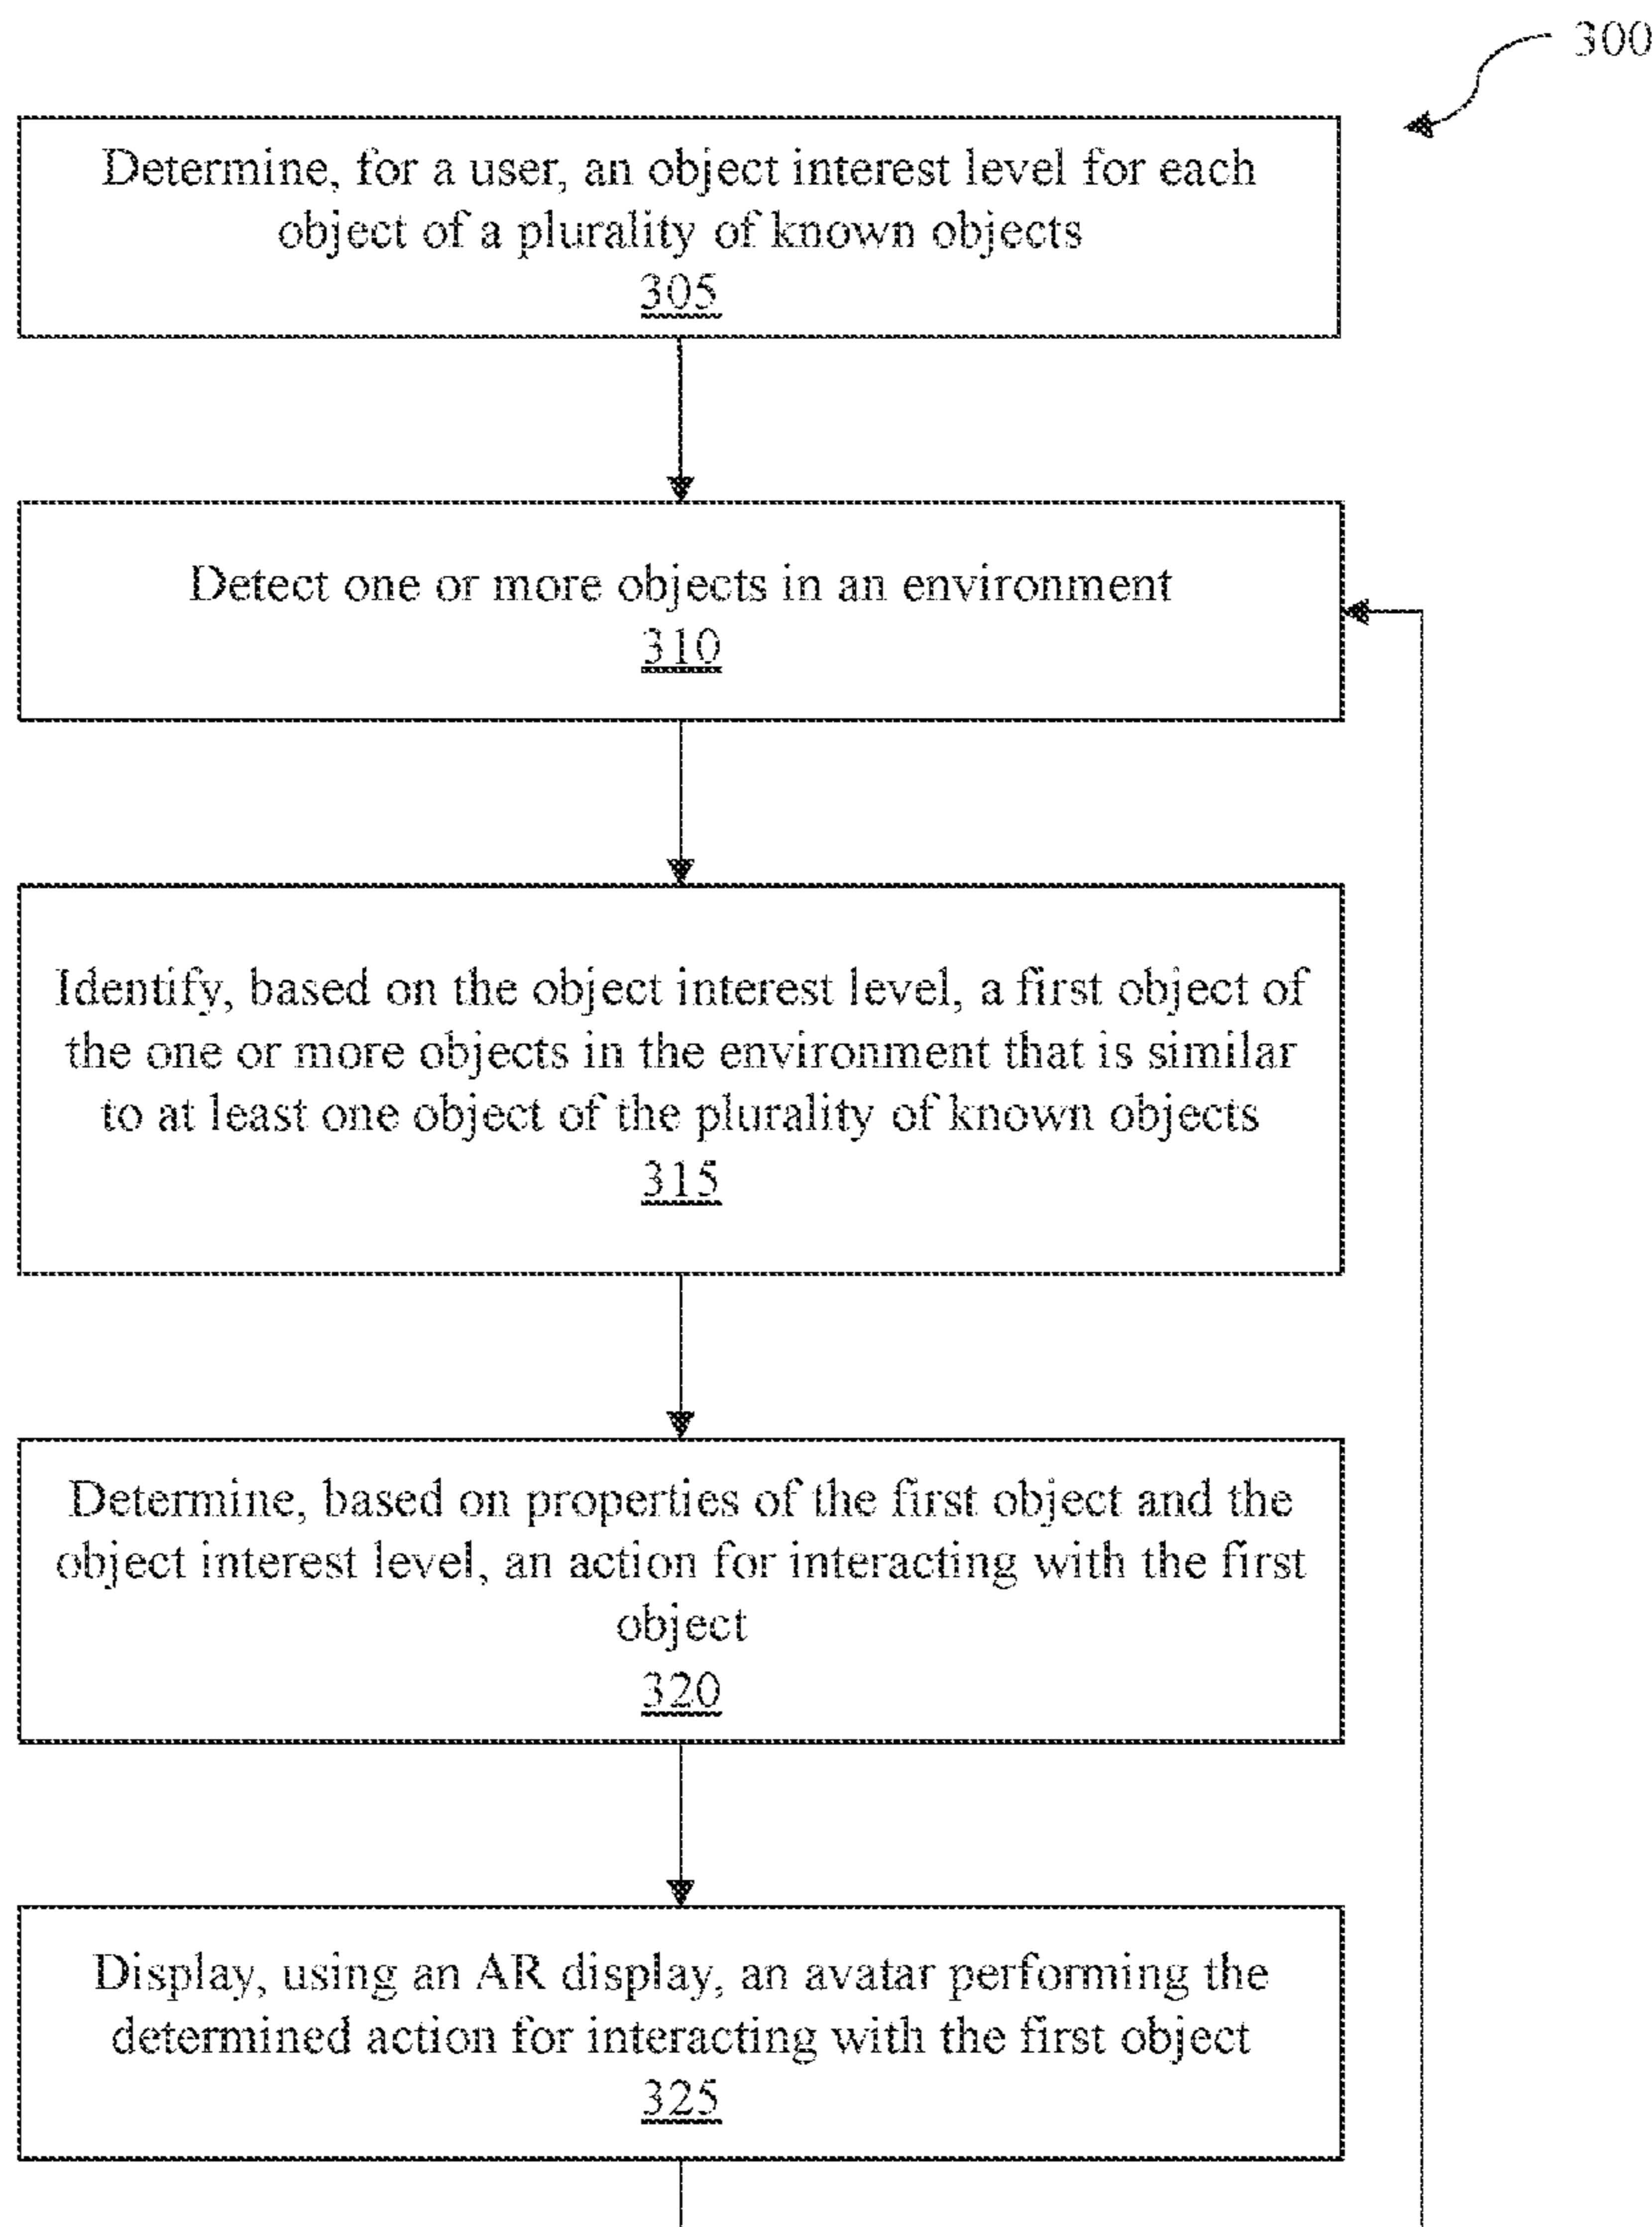 300
Determine, for a user, an object interest level for each
object of a plurality of known objects
305
Detect one or more objects in an environment
310
Identify, based on the object interest level, a first object of
the one or more objects in the environment that is similar
to at least one object of the plurality of known objects
315
Determine, based on properties of the first object and the
object interest level, an action for interacting with the first
object
320
Display, using an AR display, an avatar performing the
determined action for interacting with the first object
325